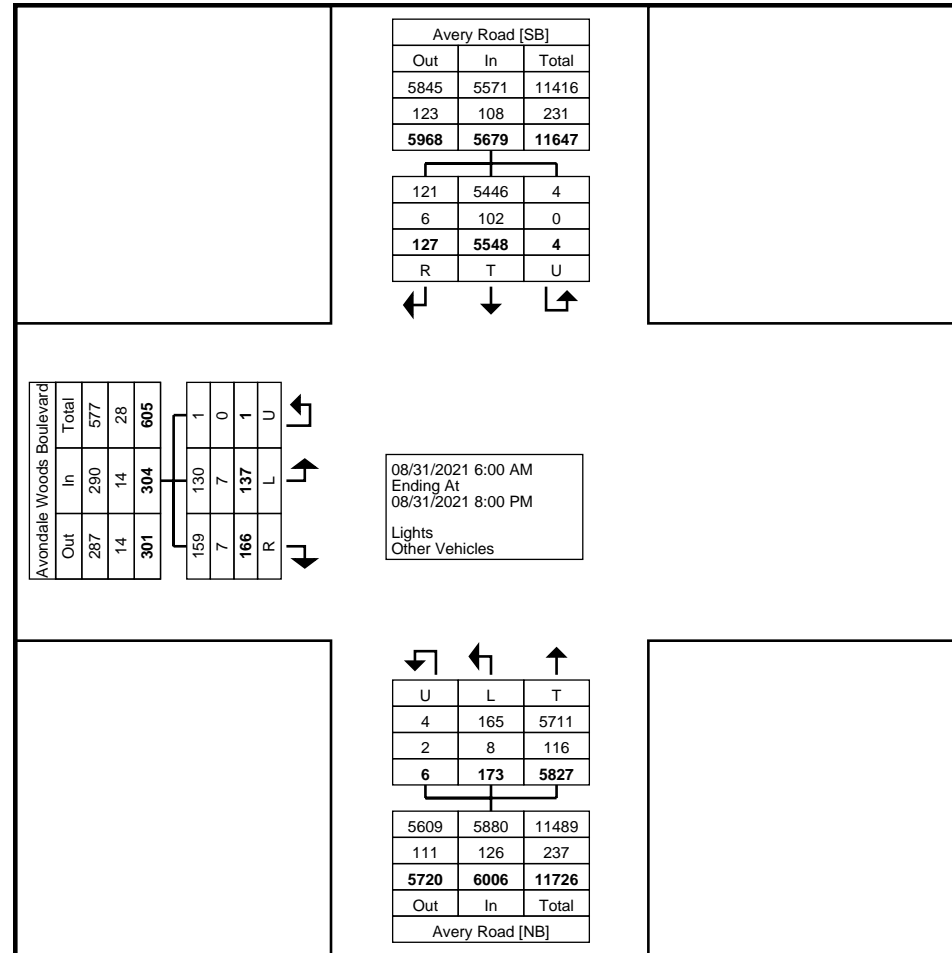 Avery Road [SB]
Out In Total
5845 5571 11416
123 108 231
5968 5679 11647
121 5446 4
6 102 0
127 5548 4
R T U
Avondale Woods Boulevard
Out In Total
287 290 577
14 14 28
301 304 605
159 130 1
7 7 0
166 137 1
R L U
08/31/2021 6:00 AM
Ending At
08/31/2021 8:00 PM
Lights
Other Vehicles
U L T
4 165 5711
2 8 116
6 173 5827
5609 5880 11489
111 126 237
5720 6006 11726
Out In Total
Avery Road [NB]